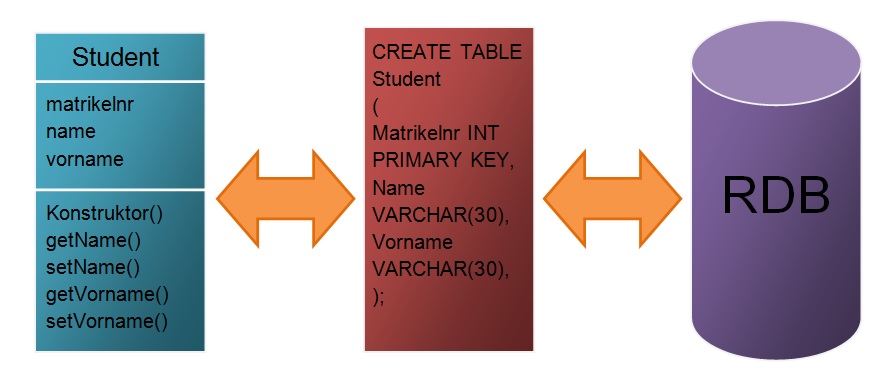 Student
matrikelnr
name
vorname
Konstruktor()
getName()
setName()
getVorname()
setVorname()
CREATE TABLE
Student
(
Matrikelnr INT
PRIMARY KEY,
Name
VARCHAR(30),
Vorname
VARCHAR(30),
);
RDB